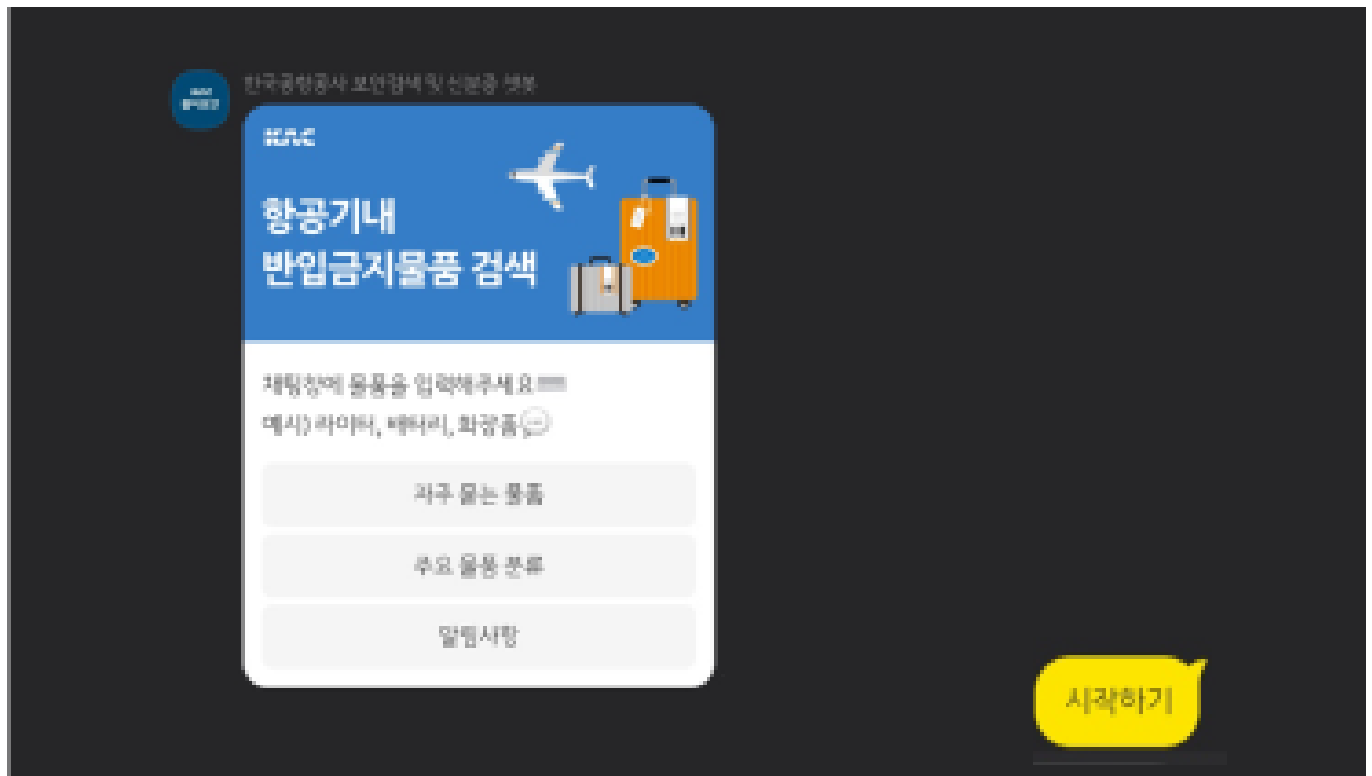 한국공항공사 보안검색 및 신분증 챗봇
KAC
항공기내
반입금지물품 검색
채팅창에 물품을 입력해주세요
예시) 라이터, 배터리, 화장품
자주 묻는 물품
주요 물품 분류
알림사항
시작하기